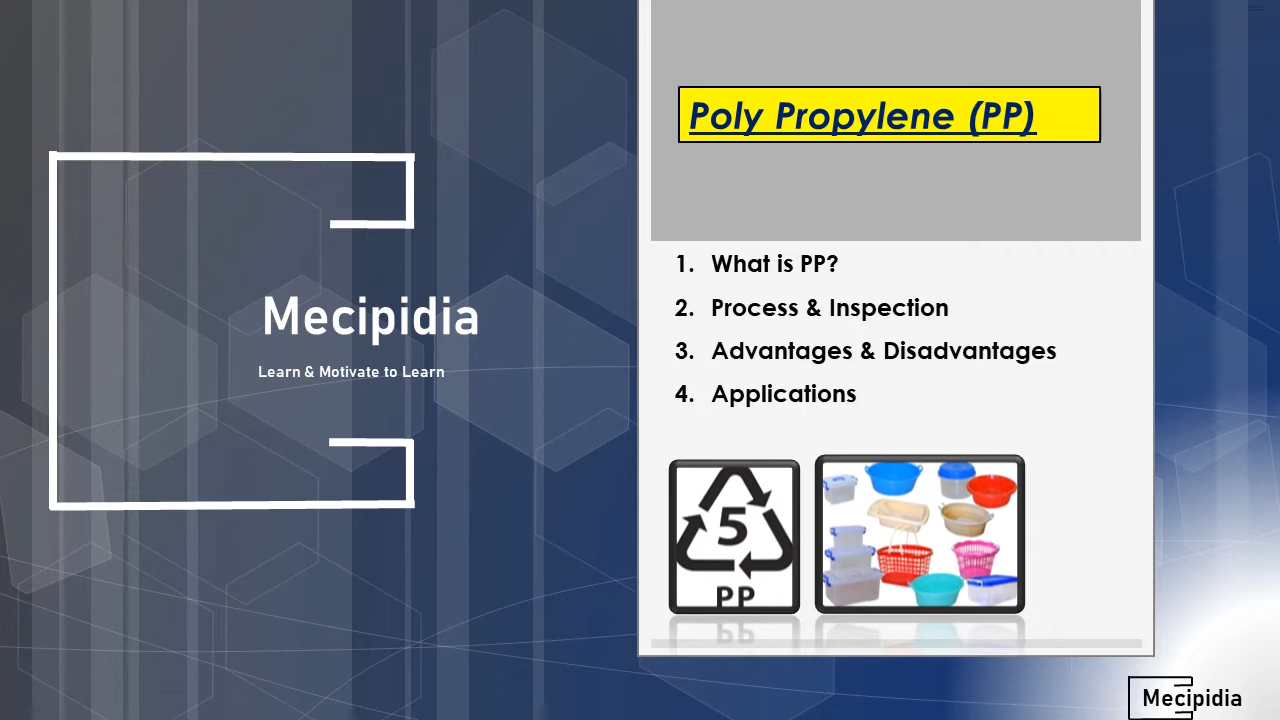 Poly Propylene (PP)
Mecipidia
Learn & Motivate to Learn
1. What is PP?
2. Process & Inspection
3. Advantages & Disadvantages
4. Applications
5
PP
Mecipidia